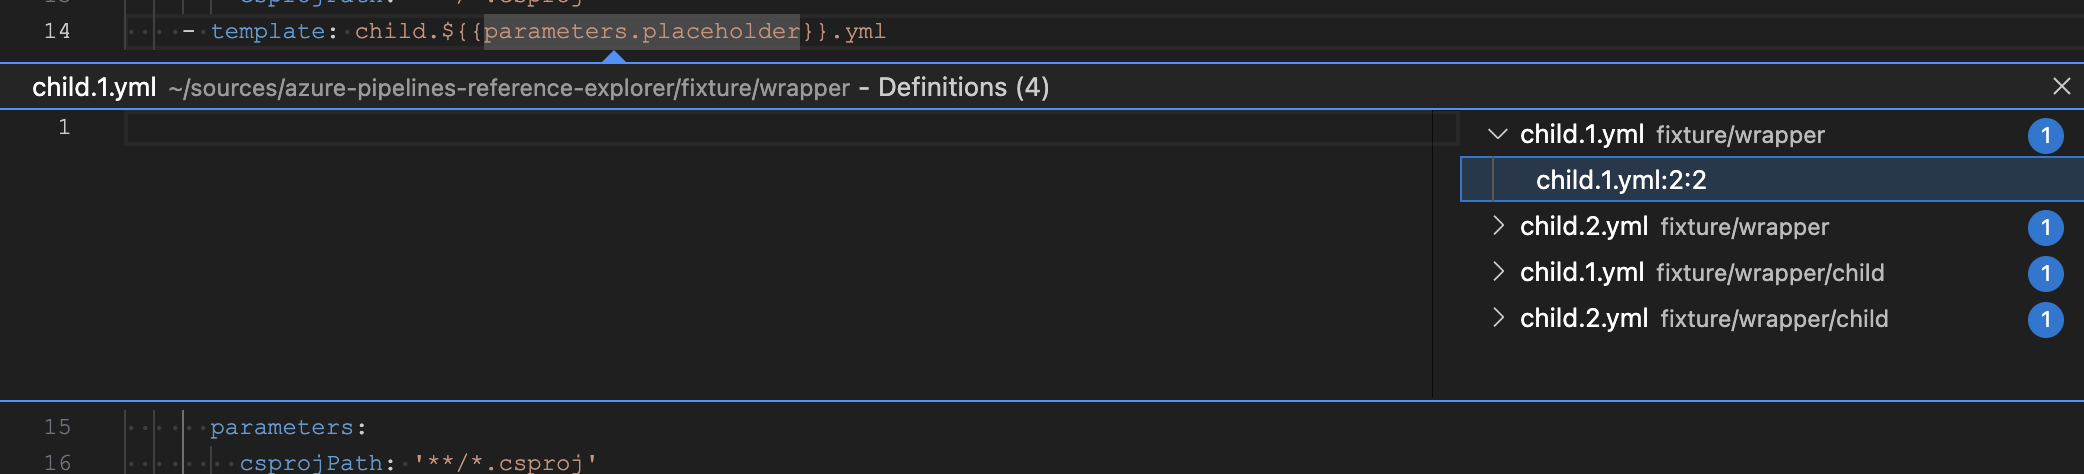 csprojPath: '**/*.csproj'
14 - template: child.${{parameters.placeholder}}.yml
child.1.yml ~/sources/azure-pipelines-reference-explorer/fixture/wrapper – Definitions (4)
1
child.1.yml fixture/wrapper 1
child.1.yml:2:2
child.2.yml fixture/wrapper 1
child.1.yml fixture/wrapper/child 1
child.2.yml fixture/wrapper/child 1
15 parameters:
16 csprojPath: '**/*.csproj'